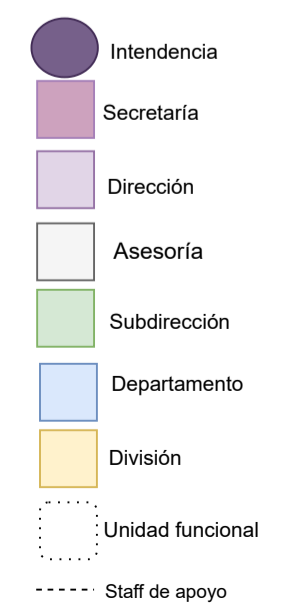 Intendencia
Secretaría
Dirección
Asesoría
Subdirección
Departamento
División
Unidad funcional
Staff de apoyo